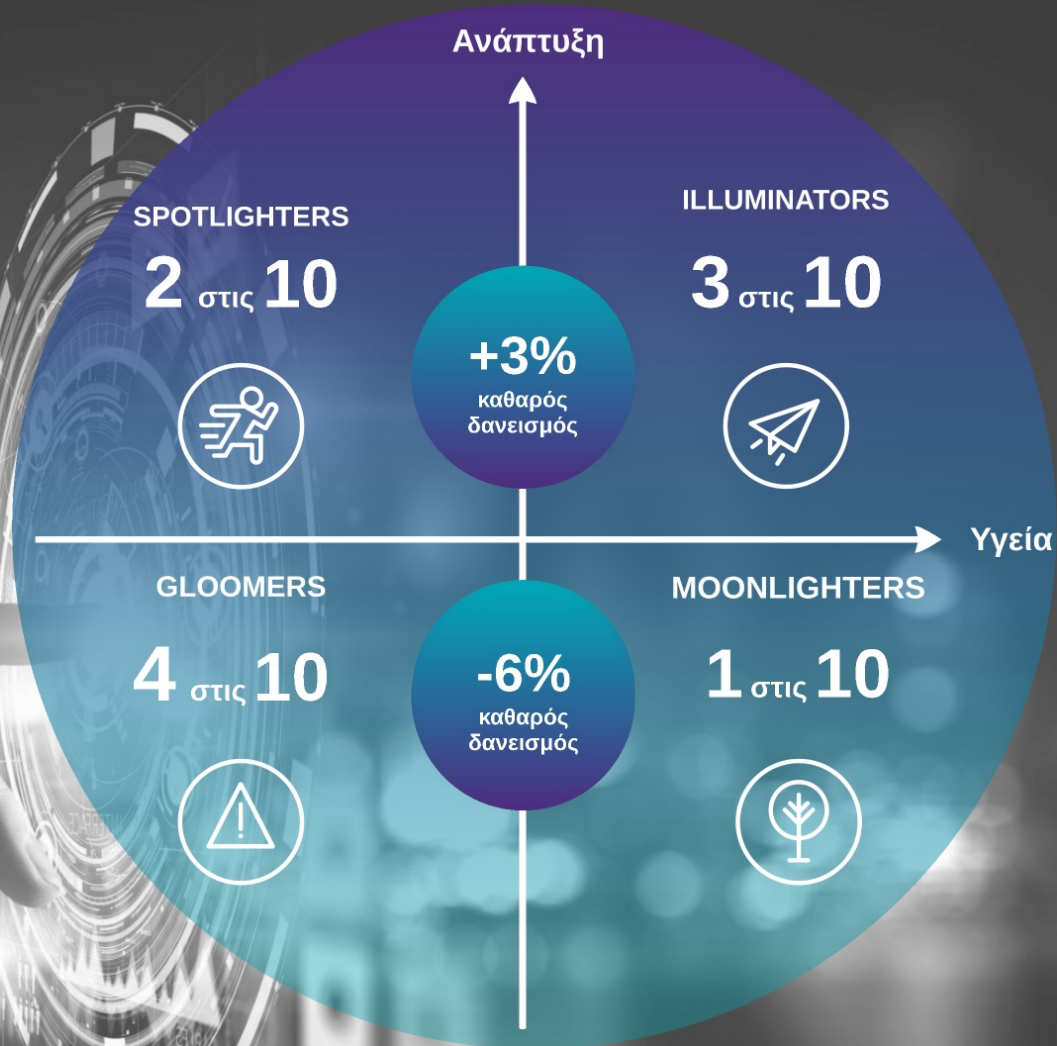 Ανάπτυξη
SPOTLIGHTERS
2 στις 10
ILLUMINATORS
3 στις 10
+3%
καθαρός
δανεισμός
Υγεία
GLOOMERS
4 στις 10
MOONLIGHTERS
1 στις 10
-6%
καθαρός
δανεισμός